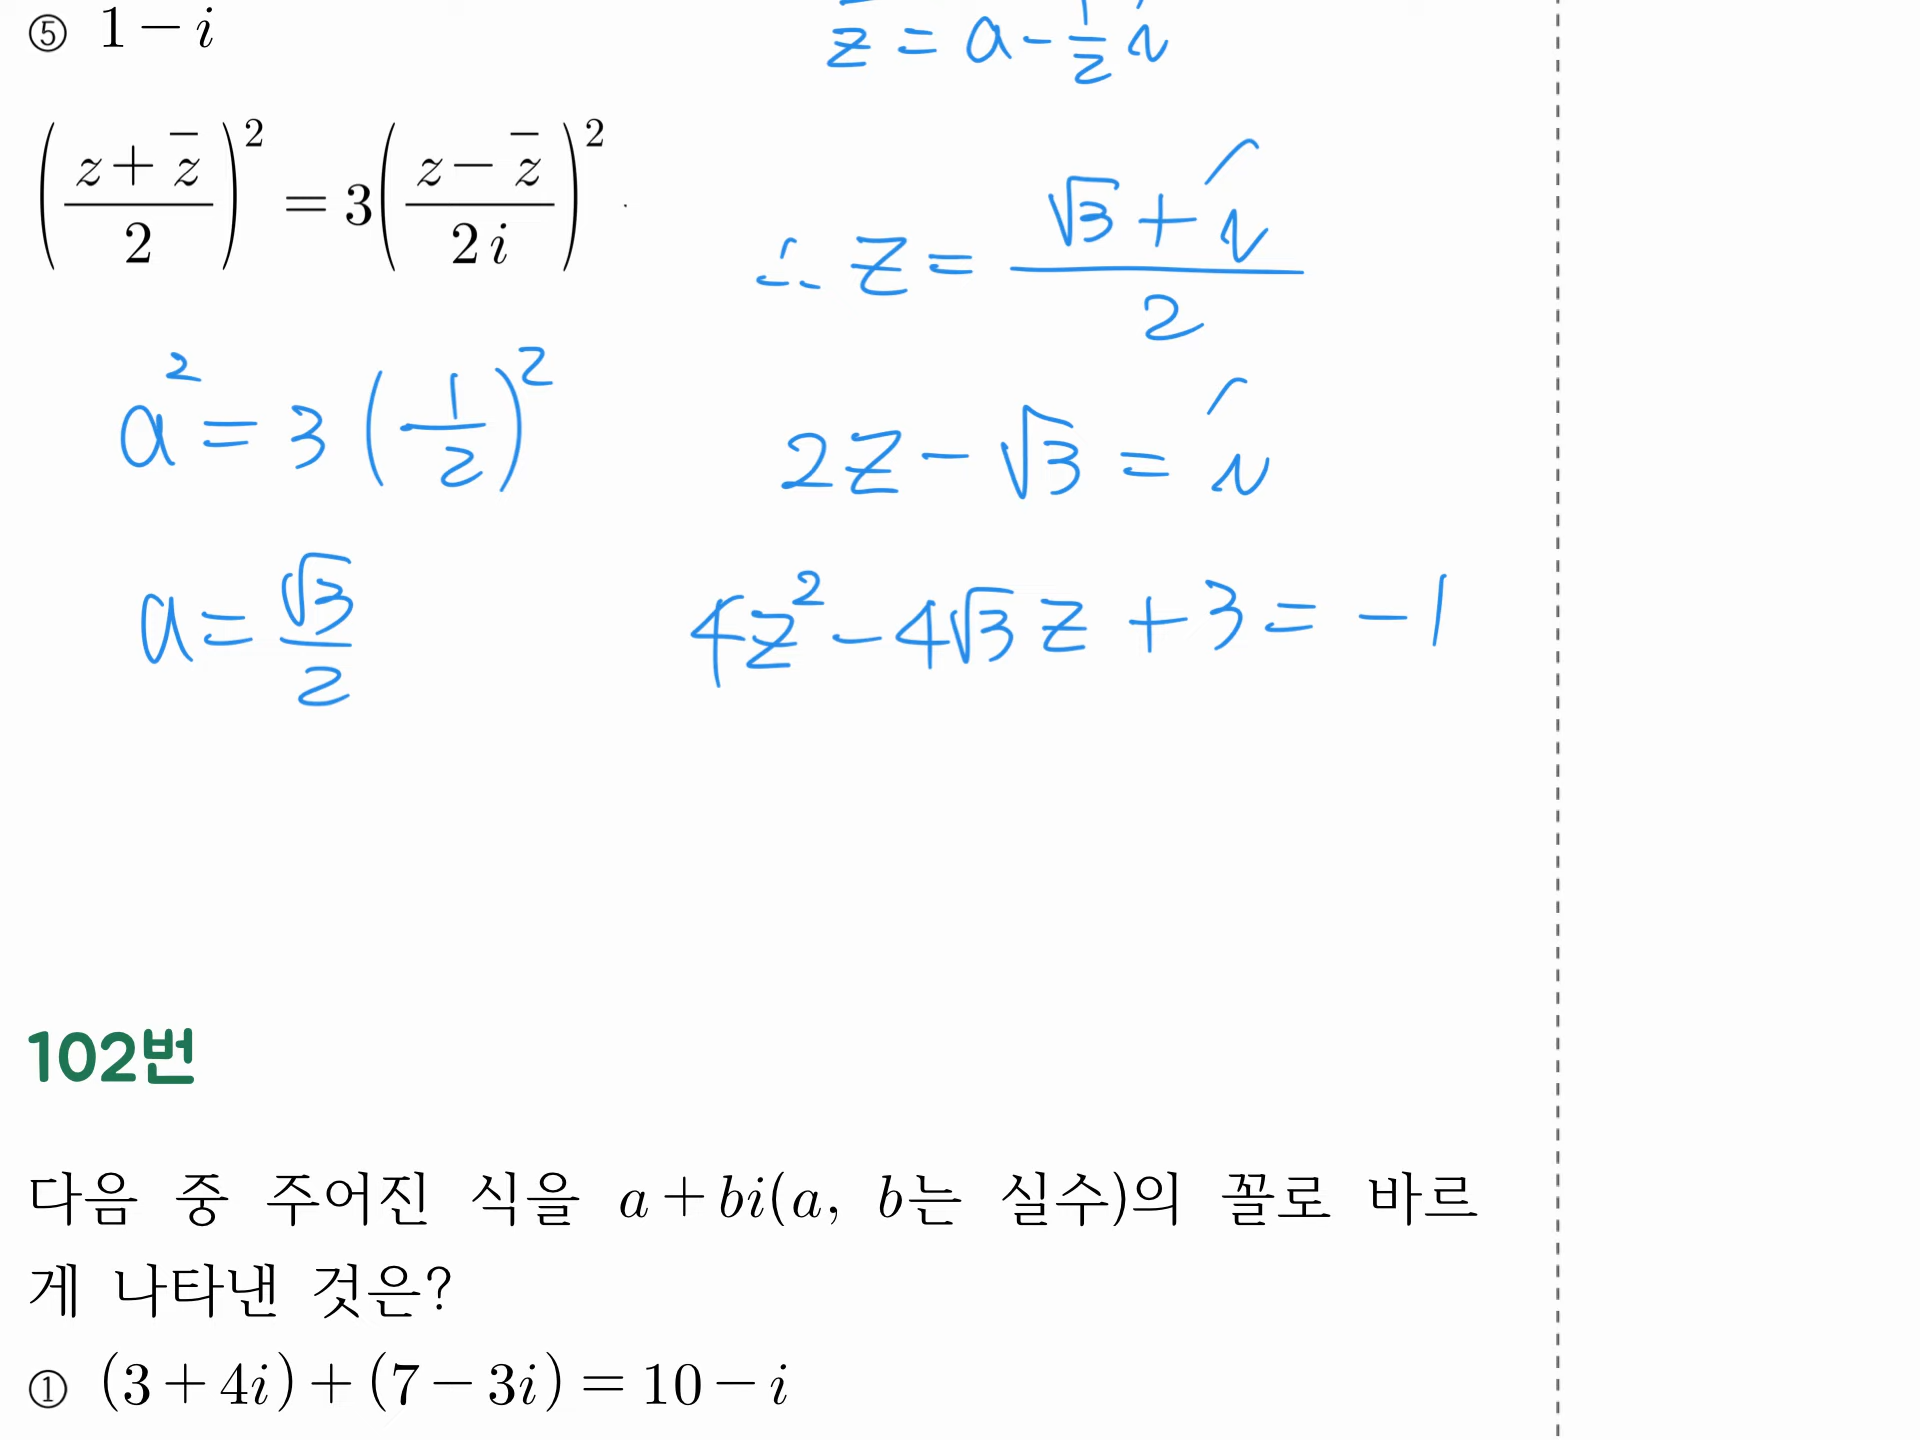 ⑤ 1 − i
z̄ = a − 1/2 i
((z + z̄)/2)² = 3((z − z̄)/(2i))²
∴ z = (√3 + i)/2
a² = 3(1/2)²
2z − √3 = i
a = √3/2
4z² − 4√3z + 3 = −1
102번
다음 중 주어진 식을 a + bi(a, b는 실수)의 꼴로 바르
게 나타낸 것은?
① (3 + 4i) + (7 − 3i) = 10 − i